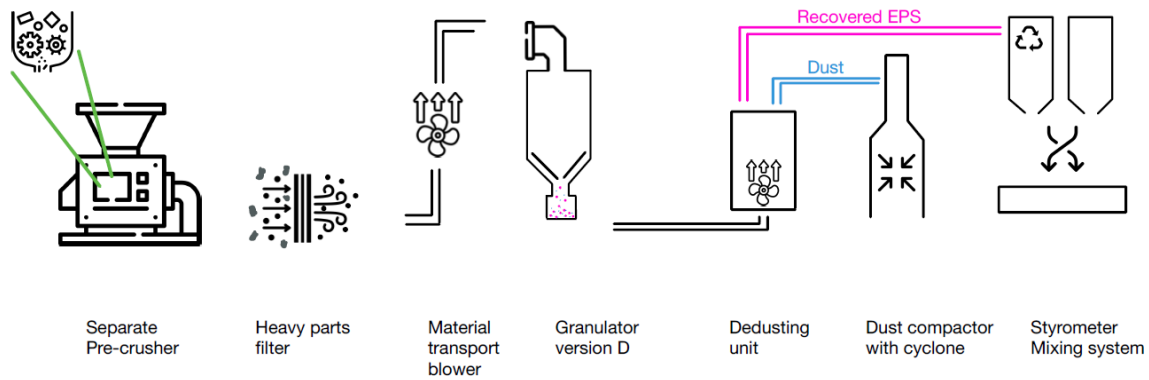 Recovered EPS
Dust
Separate
Pre-crusher
Heavy parts
filter
Material
transport
blower
Granulator
version D
Dedusting
unit
Dust compactor
with cyclone
Styrometer
Mixing system